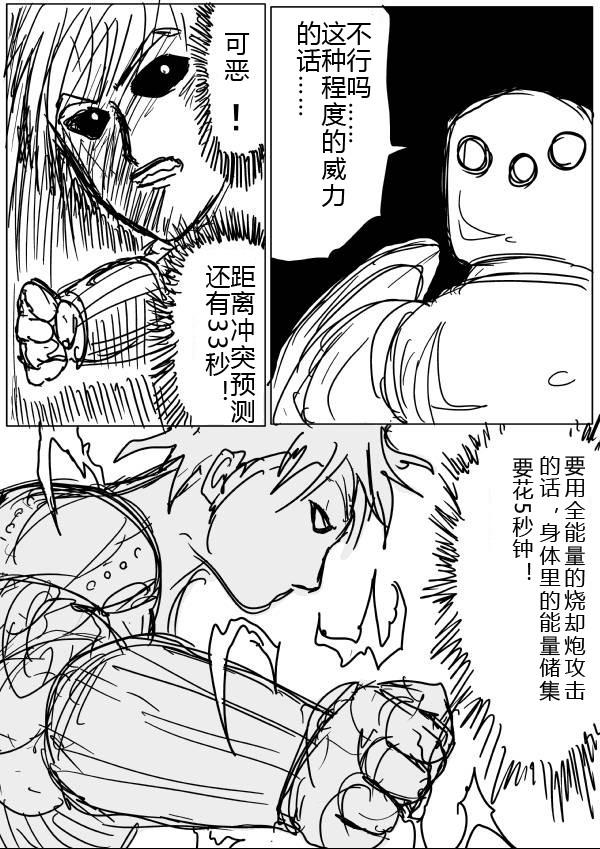 不行吗……
这种程度的威力
的话……
可恶！
距离冲突预测
还有33秒！
要用全能量的烧却炮攻击
的话，身体里的能量储集
要花5秒钟！